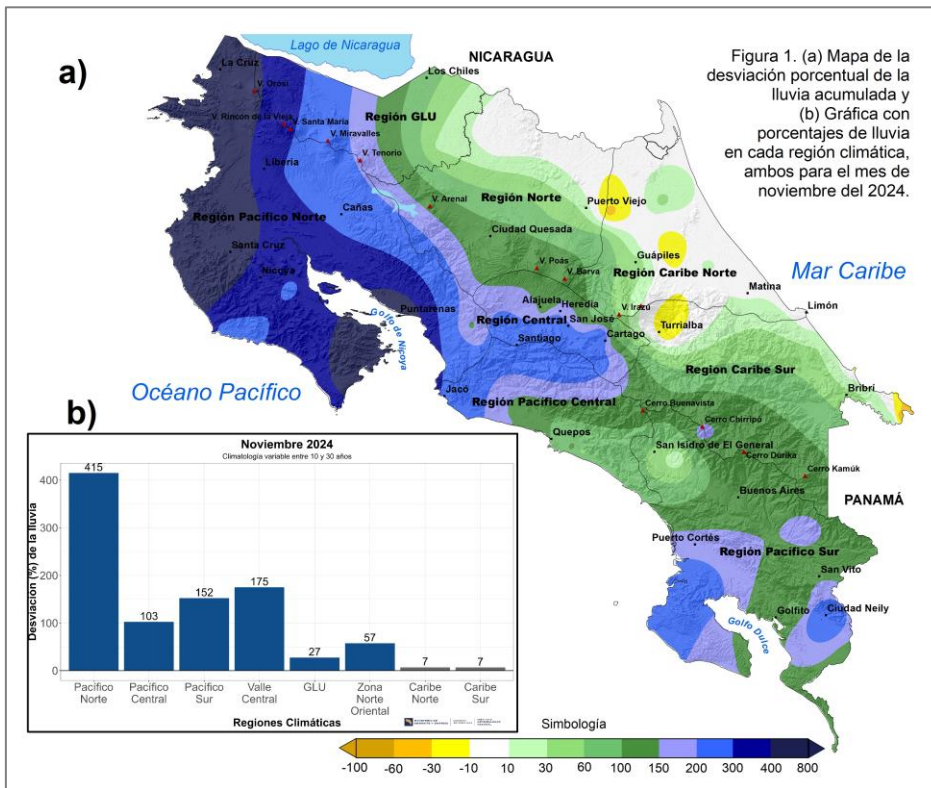 a)
Lago de Nicaragua
NICARAGUA
Figura 1. (a) Mapa de la
desviación porcentual de la
lluvia acumulada y
(b) Gráfica con
porcentajes de lluvia
en cada región climática,
ambos para el mes de
noviembre del 2024.
La Cruz
Los Chiles
V. Orosi
Región GLU
V. Rincon de la Vieja
V. Santa María
V. Miravalles
V. Tenorio
Liberia
Región Norte
V. Arenal
Puerto Viejo
Cañas
Región Pacífico Norte
Ciudad Quesada
Santa Cruz
Guápiles
V. Poás
Región Caribe Norte
Nicoya
V. Barva
Mar Caribe
Matina
Puntarenas
Alajuela
Heredia
V. Irazú
Limón
Golfo de Nicoya
Región Central
San José
Turrialba
Santiago
Cartago
Region Caribe Sur
Océano Pacífico
Jacó
Bribrí
Región Pacífico Central
Cerro Buenavista
Cerro Chirripó
Quepos
San Isidro de El General
Cerro Durika
Cerro Kamúk
Buenos Aires
PANAMÁ
Puerto Cortés
Región Pacífico Sur
San Vito
Golfito
Ciudad Neily
Golfo Dulce
b)
Noviembre 2024
Climatología variable entre 10 y 30 años
Desviación (%) de la lluvia
400
300
200
100
0
415
103
152
175
27
57
7
7
Pacífico Norte
Pacífico Central
Pacífico Sur
Valle Central
GLU
Zona Norte Oriental
Caribe Norte
Caribe Sur
Regiones Climáticas
Simbología
-100 -60 -30 -10 10 30 60 100 150 200 300 400 800